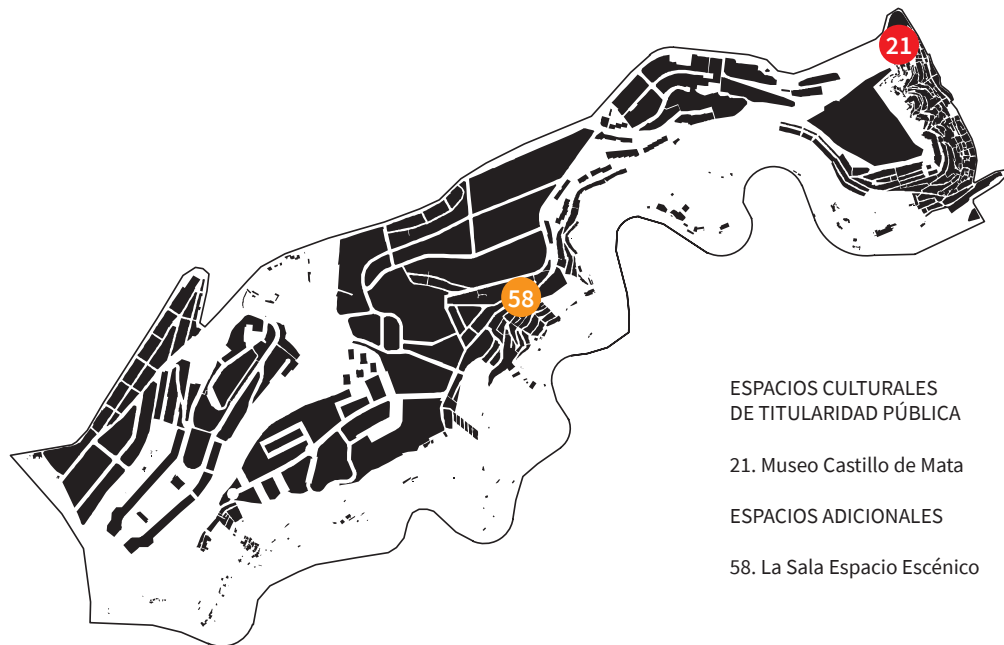 21
58
ESPACIOS CULTURALES
DE TITULARIDAD PÚBLICA
21. Museo Castillo de Mata
ESPACIOS ADICIONALES
58. La Sala Espacio Escénico